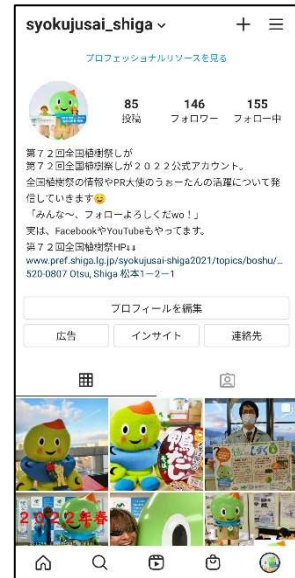 syokujusai_shiga
プロフェッショナルリソースを見る
85 146 155
投稿 フォロワー フォロー中
第７２回全国植樹祭しが
第７２回全国植樹祭しが２０２２公式アカウント。
全国植樹祭の情報やPR大使のうぉーたんの活躍について発
信していきます😄
「みんな〜、フォローよろしくだwo！」
実は、FacebookやYouTubeもやってます。
第７２回全国植樹祭HP↓↓
www.pref.shiga.lg.jp/syokujusai-shiga2021/topics/boshu/…
520-0807 Otsu, Shiga 松本１−２−１
プロフィールを編集
広告 インサイト 連絡先
鴨だし
２０２２年春